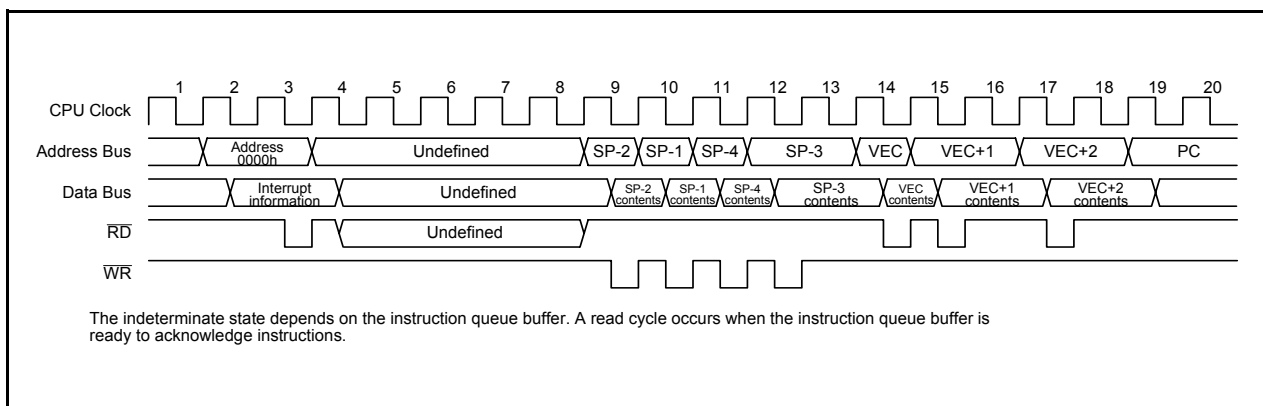 1 2 3 4 5 6 7 8 9 10 11 12 13 14 15 16 17 18 19 20
CPU Clock
Address Bus
Address
0000h
Undefined
SP-2
SP-1
SP-4
SP-3
VEC
VEC+1
VEC+2
PC
Data Bus
Interrupt
information
Undefined
SP-2
contents
SP-1
contents
SP-4
contents
SP-3
contents
VEC
contents
VEC+1
contents
VEC+2
contents
RD
Undefined
WR
The indeterminate state depends on the instruction queue buffer. A read cycle occurs when the instruction queue buffer is
ready to acknowledge instructions.